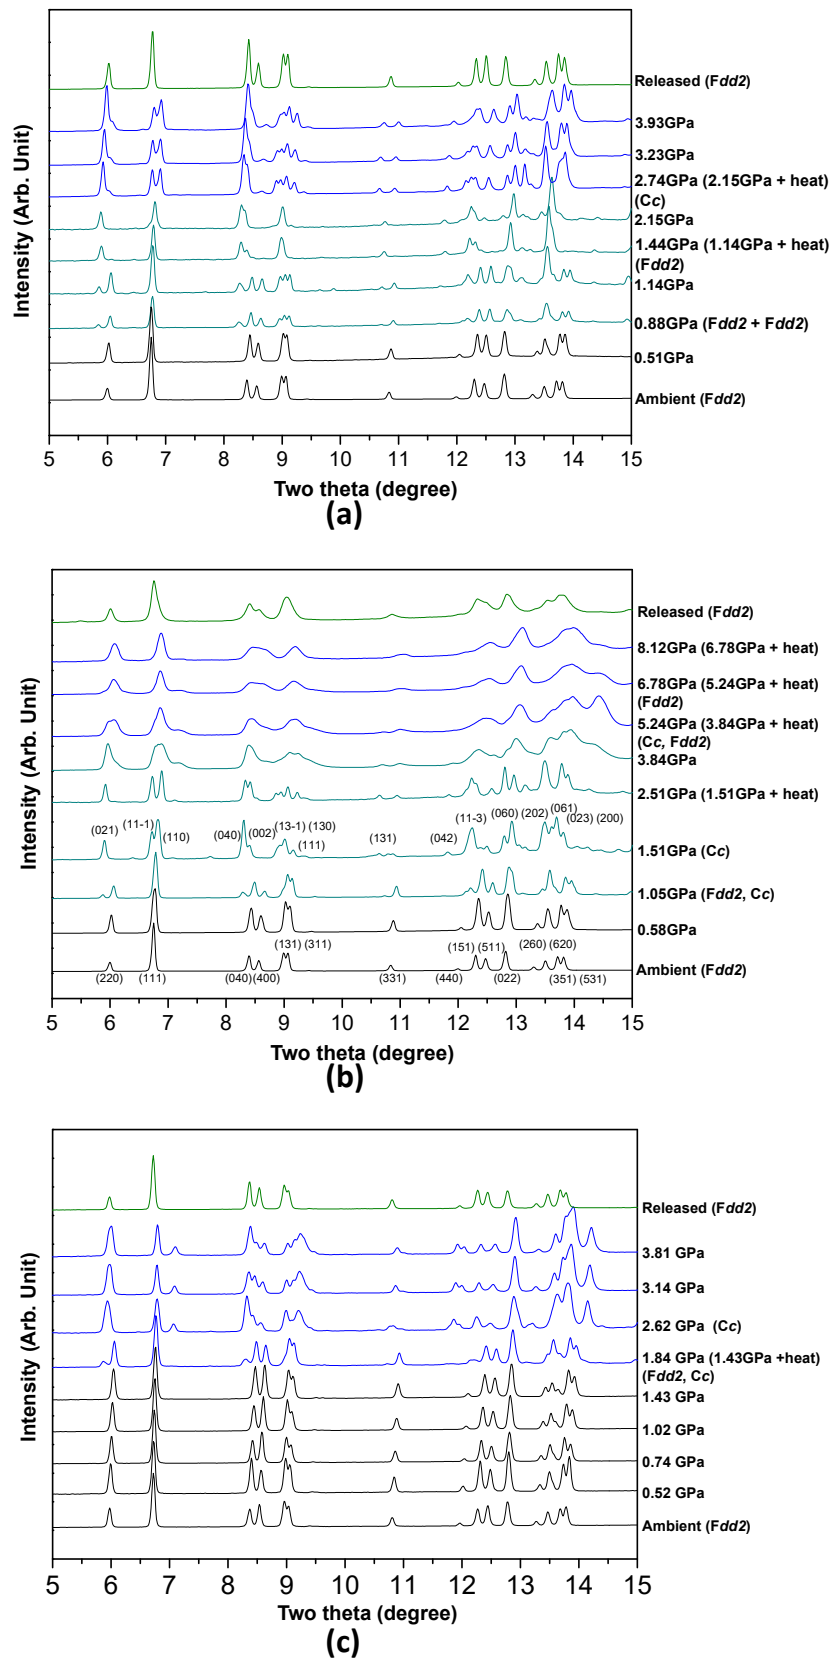 Intensity (Arb. Unit)
Released (Fdd2)
3.93GPa
3.23GPa
2.74GPa (2.15GPa + heat)
(Cc)
2.15GPa
1.44GPa (1.14GPa + heat)
(Fdd2)
1.14GPa
0.88GPa (Fdd2 + Fdd2)
0.51GPa
Ambient (Fdd2)
5 6 7 8 9 10 11 12 13 14 15
Two theta (degree)
(a)
Intensity (Arb. Unit)
Released (Fdd2)
8.12GPa (6.78GPa + heat)
6.78GPa (5.24GPa + heat)
(Fdd2)
5.24GPa (3.84GPa + heat)
(Cc, Fdd2)
3.84GPa
2.51GPa (1.51GPa + heat)
(021) (11-1) (110) (040) (002) (13-1) (130) (111) (131) (042) (11-3) (060) (202) (061) (023) (200)
1.51GPa (Cc)
1.05GPa (Fdd2, Cc)
0.58GPa
(131) (311) (151) (511) (260) (620)
Ambient (Fdd2)
(220) (111) (040) (400) (331) (440) (022) (351) (531)
5 6 7 8 9 10 11 12 13 14 15
Two theta (degree)
(b)
Intensity (Arb. Unit)
Released (Fdd2)
3.81 GPa
3.14 GPa
2.62 GPa (Cc)
1.84 GPa (1.43GPa +heat)
(Fdd2, Cc)
1.43 GPa
1.02 GPa
0.74 GPa
0.52 GPa
Ambient (Fdd2)
5 6 7 8 9 10 11 12 13 14 15
Two theta (degree)
(c)